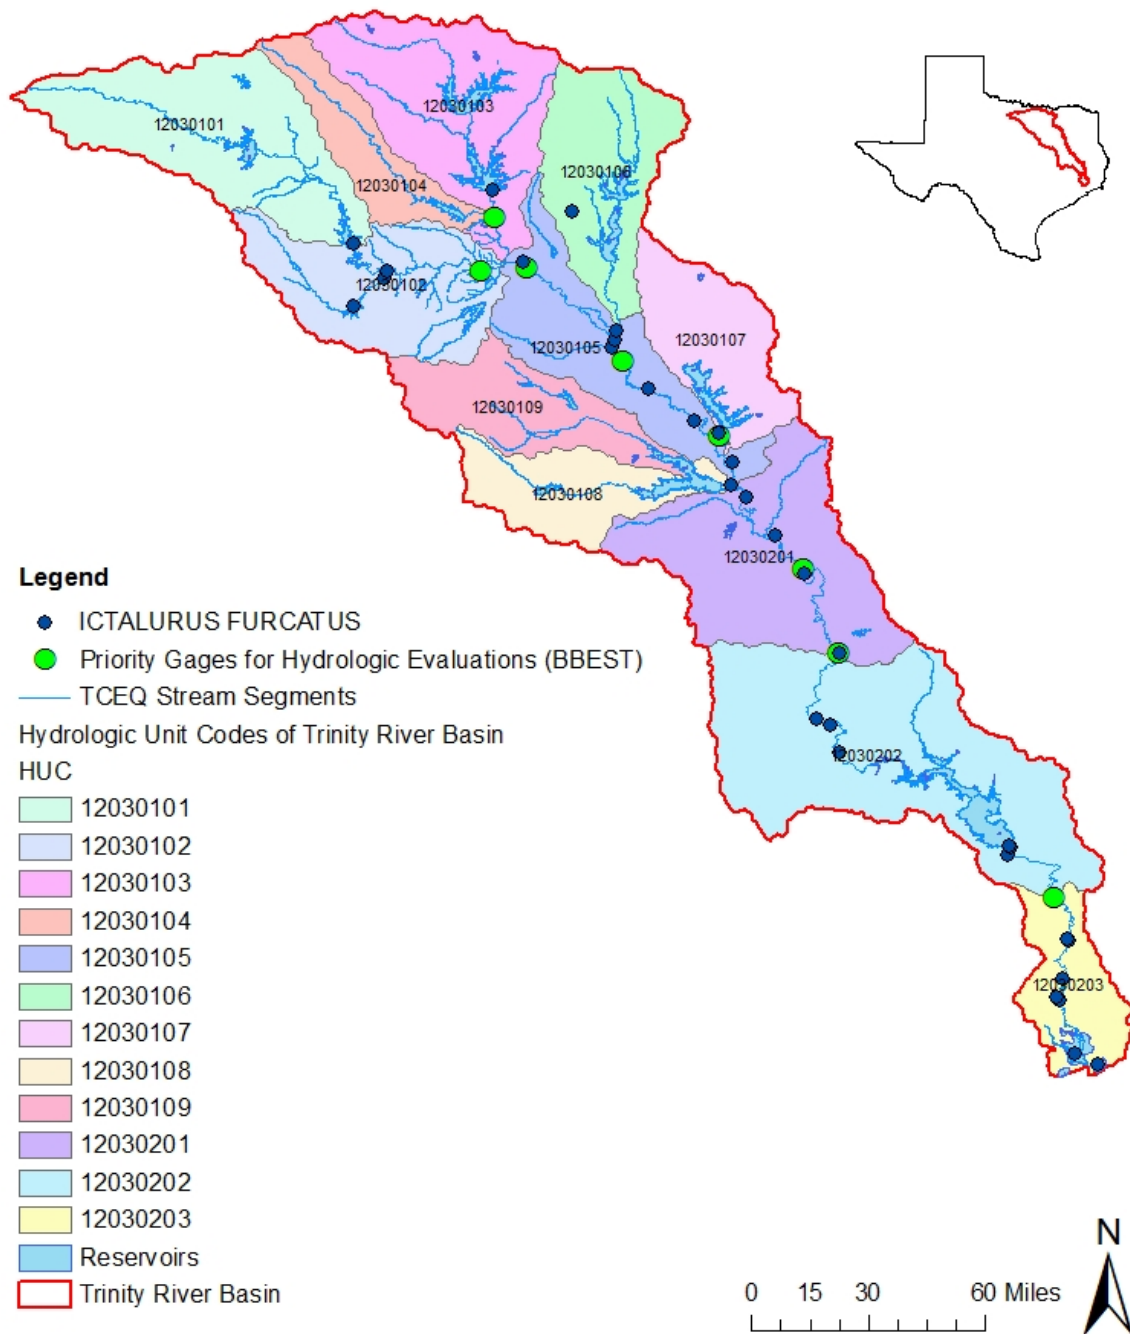 12030103
12030101
12030106
12030104
12030102
12030107
12030105
12030109
12030108
12030201
12030202
12030203
Legend
ICTALURUS FURCATUS
Priority Gages for Hydrologic Evaluations (BBEST)
TCEQ Stream Segments
Hydrologic Unit Codes of Trinity River Basin
HUC
12030101
12030102
12030103
12030104
12030105
12030106
12030107
12030108
12030109
12030201
12030202
12030203
Reservoirs
Trinity River Basin
N
0 15 30 60 Miles